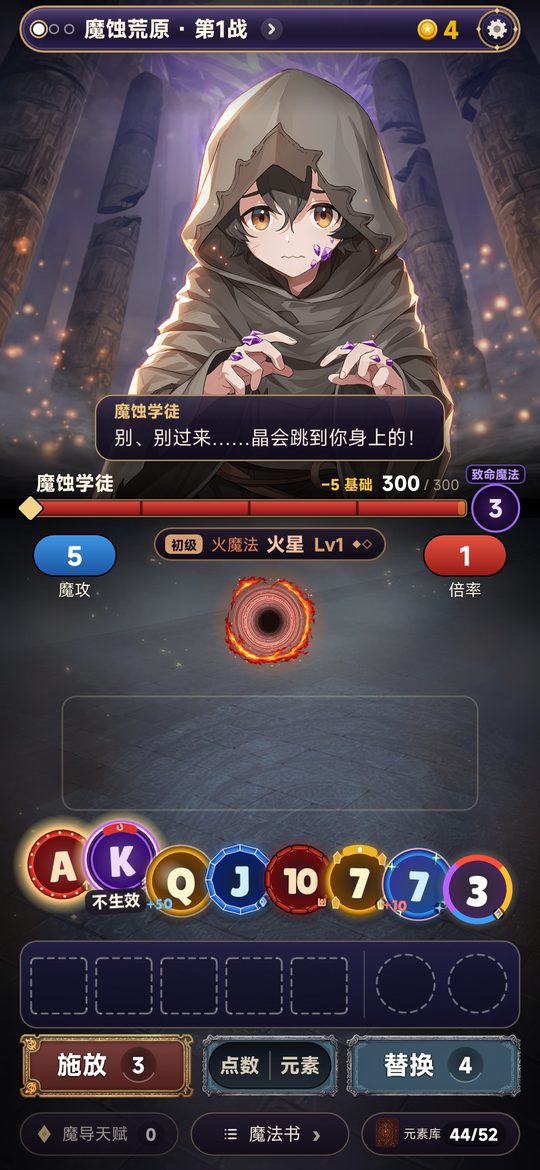 魔蚀荒原 · 第1战 ›
4
魔蚀学徒
别、别过来……晶会跳到你身上的！
致命魔法
魔蚀学徒 -5 基础 300 / 300
3
初级 火魔法 火星 Lv1
5
魔攻
1
倍率
A K Q J 10 7 7 3
不生效 +50 +10
施放 3 点数 | 元素 替换 4
魔导天赋 0 魔法书 › 元素库 44/52